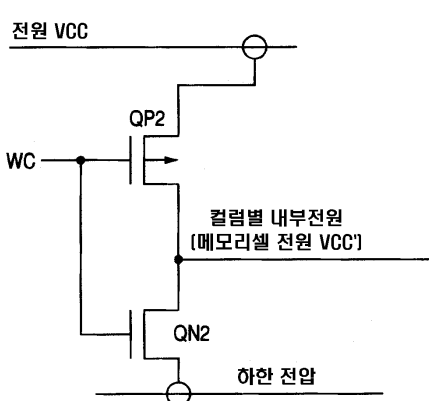 전원 VCC
QP2
WC
컬럼별 내부전원
(메모리셀 전원 VCC')
QN2
하한 전압